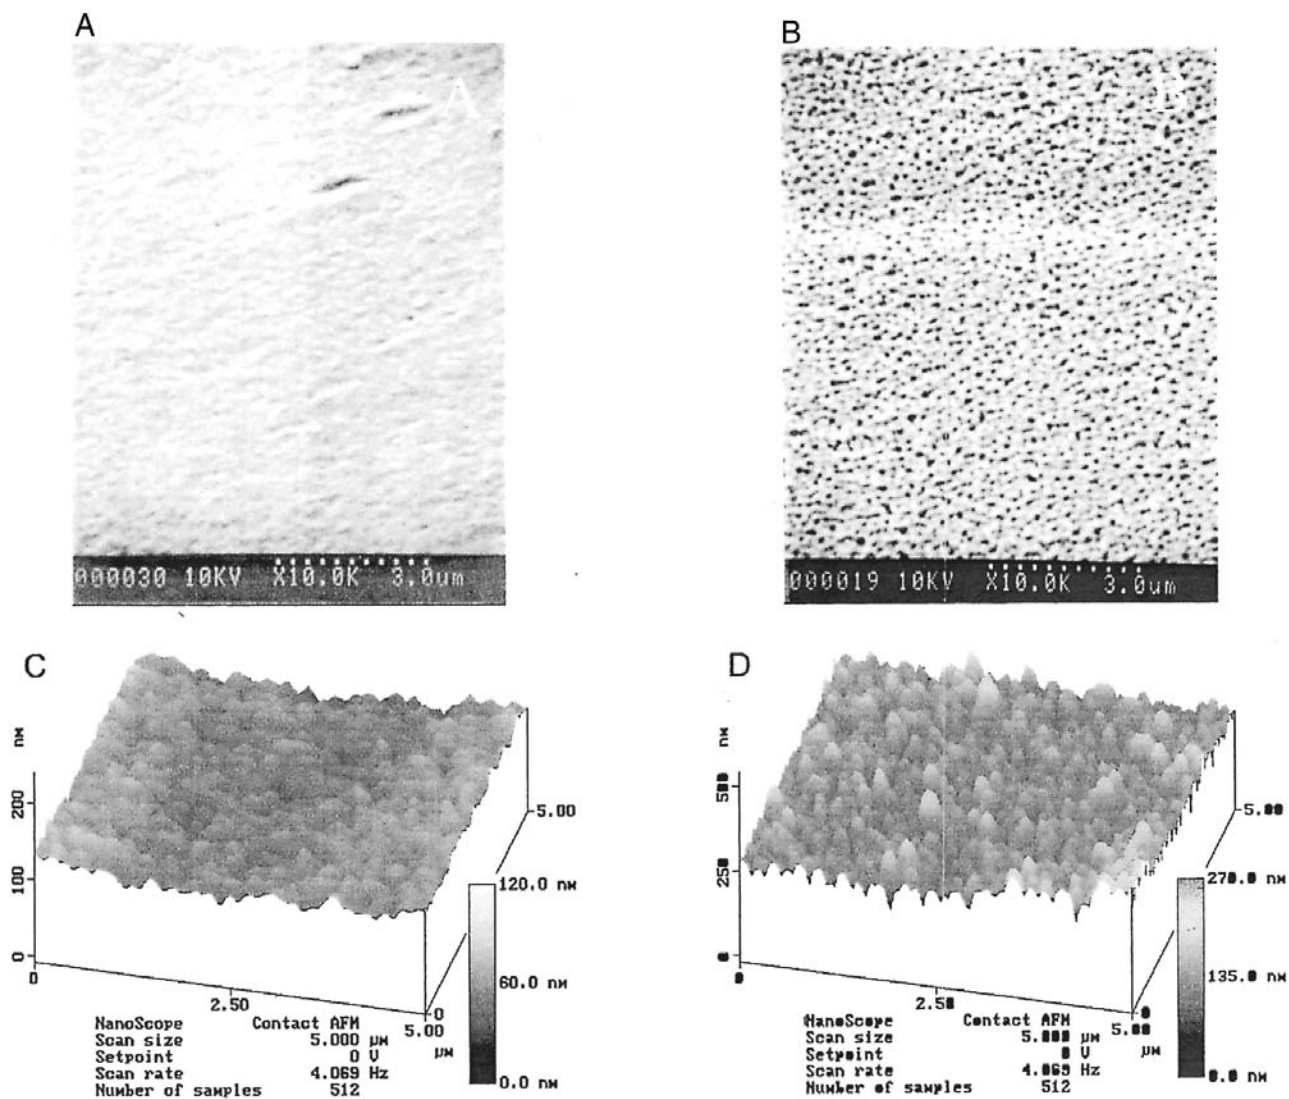 A
B
A
B
000030 10KV X10.0K 3.0um
000019 10KV X10.0K 3.0um
C
D
nm
200
100
0
0
2.50
5.00
µm
0
5.00
120.0 nm
60.0 nm
0.0 nm
NanoScope Contact AFM
Scan size 5.000 µm
Setpoint 0 V
Scan rate 4.069 Hz
Number of samples 512
nm
500
250
0
0
2.50
5.00
µm
0
5.00
270.0 nm
135.0 nm
0.0 nm
NanoScope Contact AFM
Scan size 5.000 µm
Setpoint 0 V
Scan rate 4.069 Hz
Number of samples 512